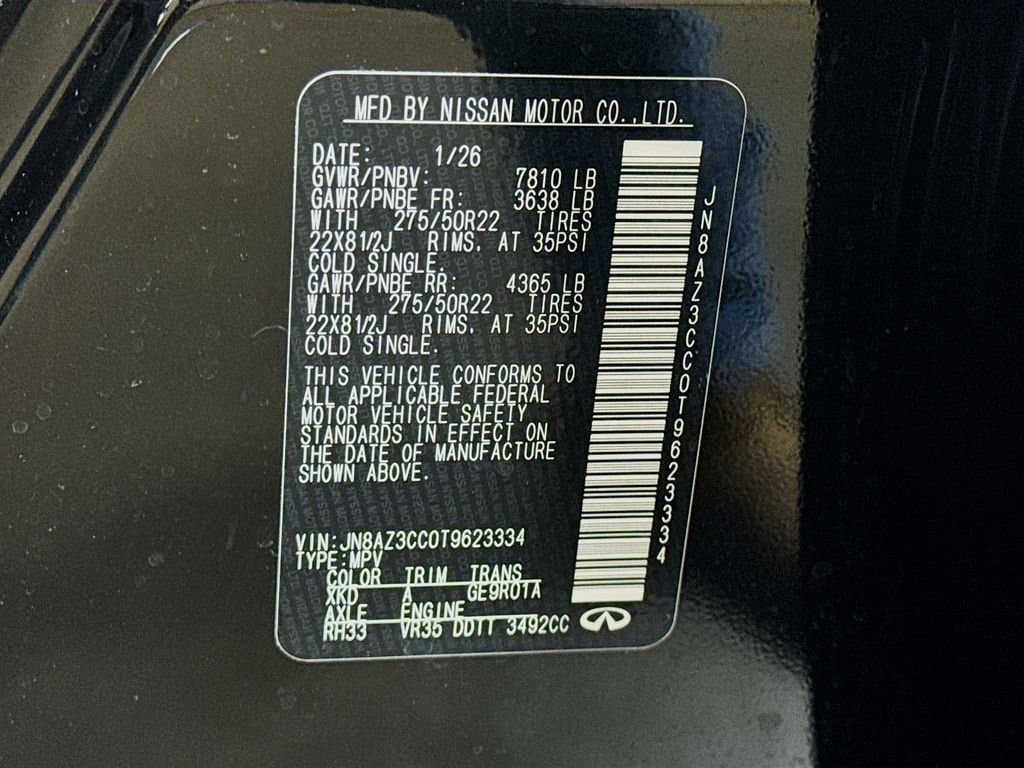 MFD BY NISSAN MOTOR CO.,LTD.
DATE: 1/26
GVWR/PNBV: 7810 LB
GAWR/PNBE FR: 3638 LB
WITH 275/50R22 TIRES
22X81/2J RIMS. AT 35PSI
COLD SINGLE.
GAWR/PNBE RR: 4365 LB
WITH 275/50R22 TIRES
22X81/2J RIMS. AT 35PSI
COLD SINGLE.
THIS VEHICLE CONFORMS TO
ALL APPLICABLE FEDERAL
MOTOR VEHICLE SAFETY
STANDARDS IN EFFECT ON
THE DATE OF MANUFACTURE
SHOWN ABOVE.
VIN:JN8AZ3CC0T9623334
TYPE:MPV
COLOR TRIM TRANS
XKD A GE9R01A
AXLE ENGINE
RH33 VR35 DDTT 3492CC
JN8AZ3CC0T9623334